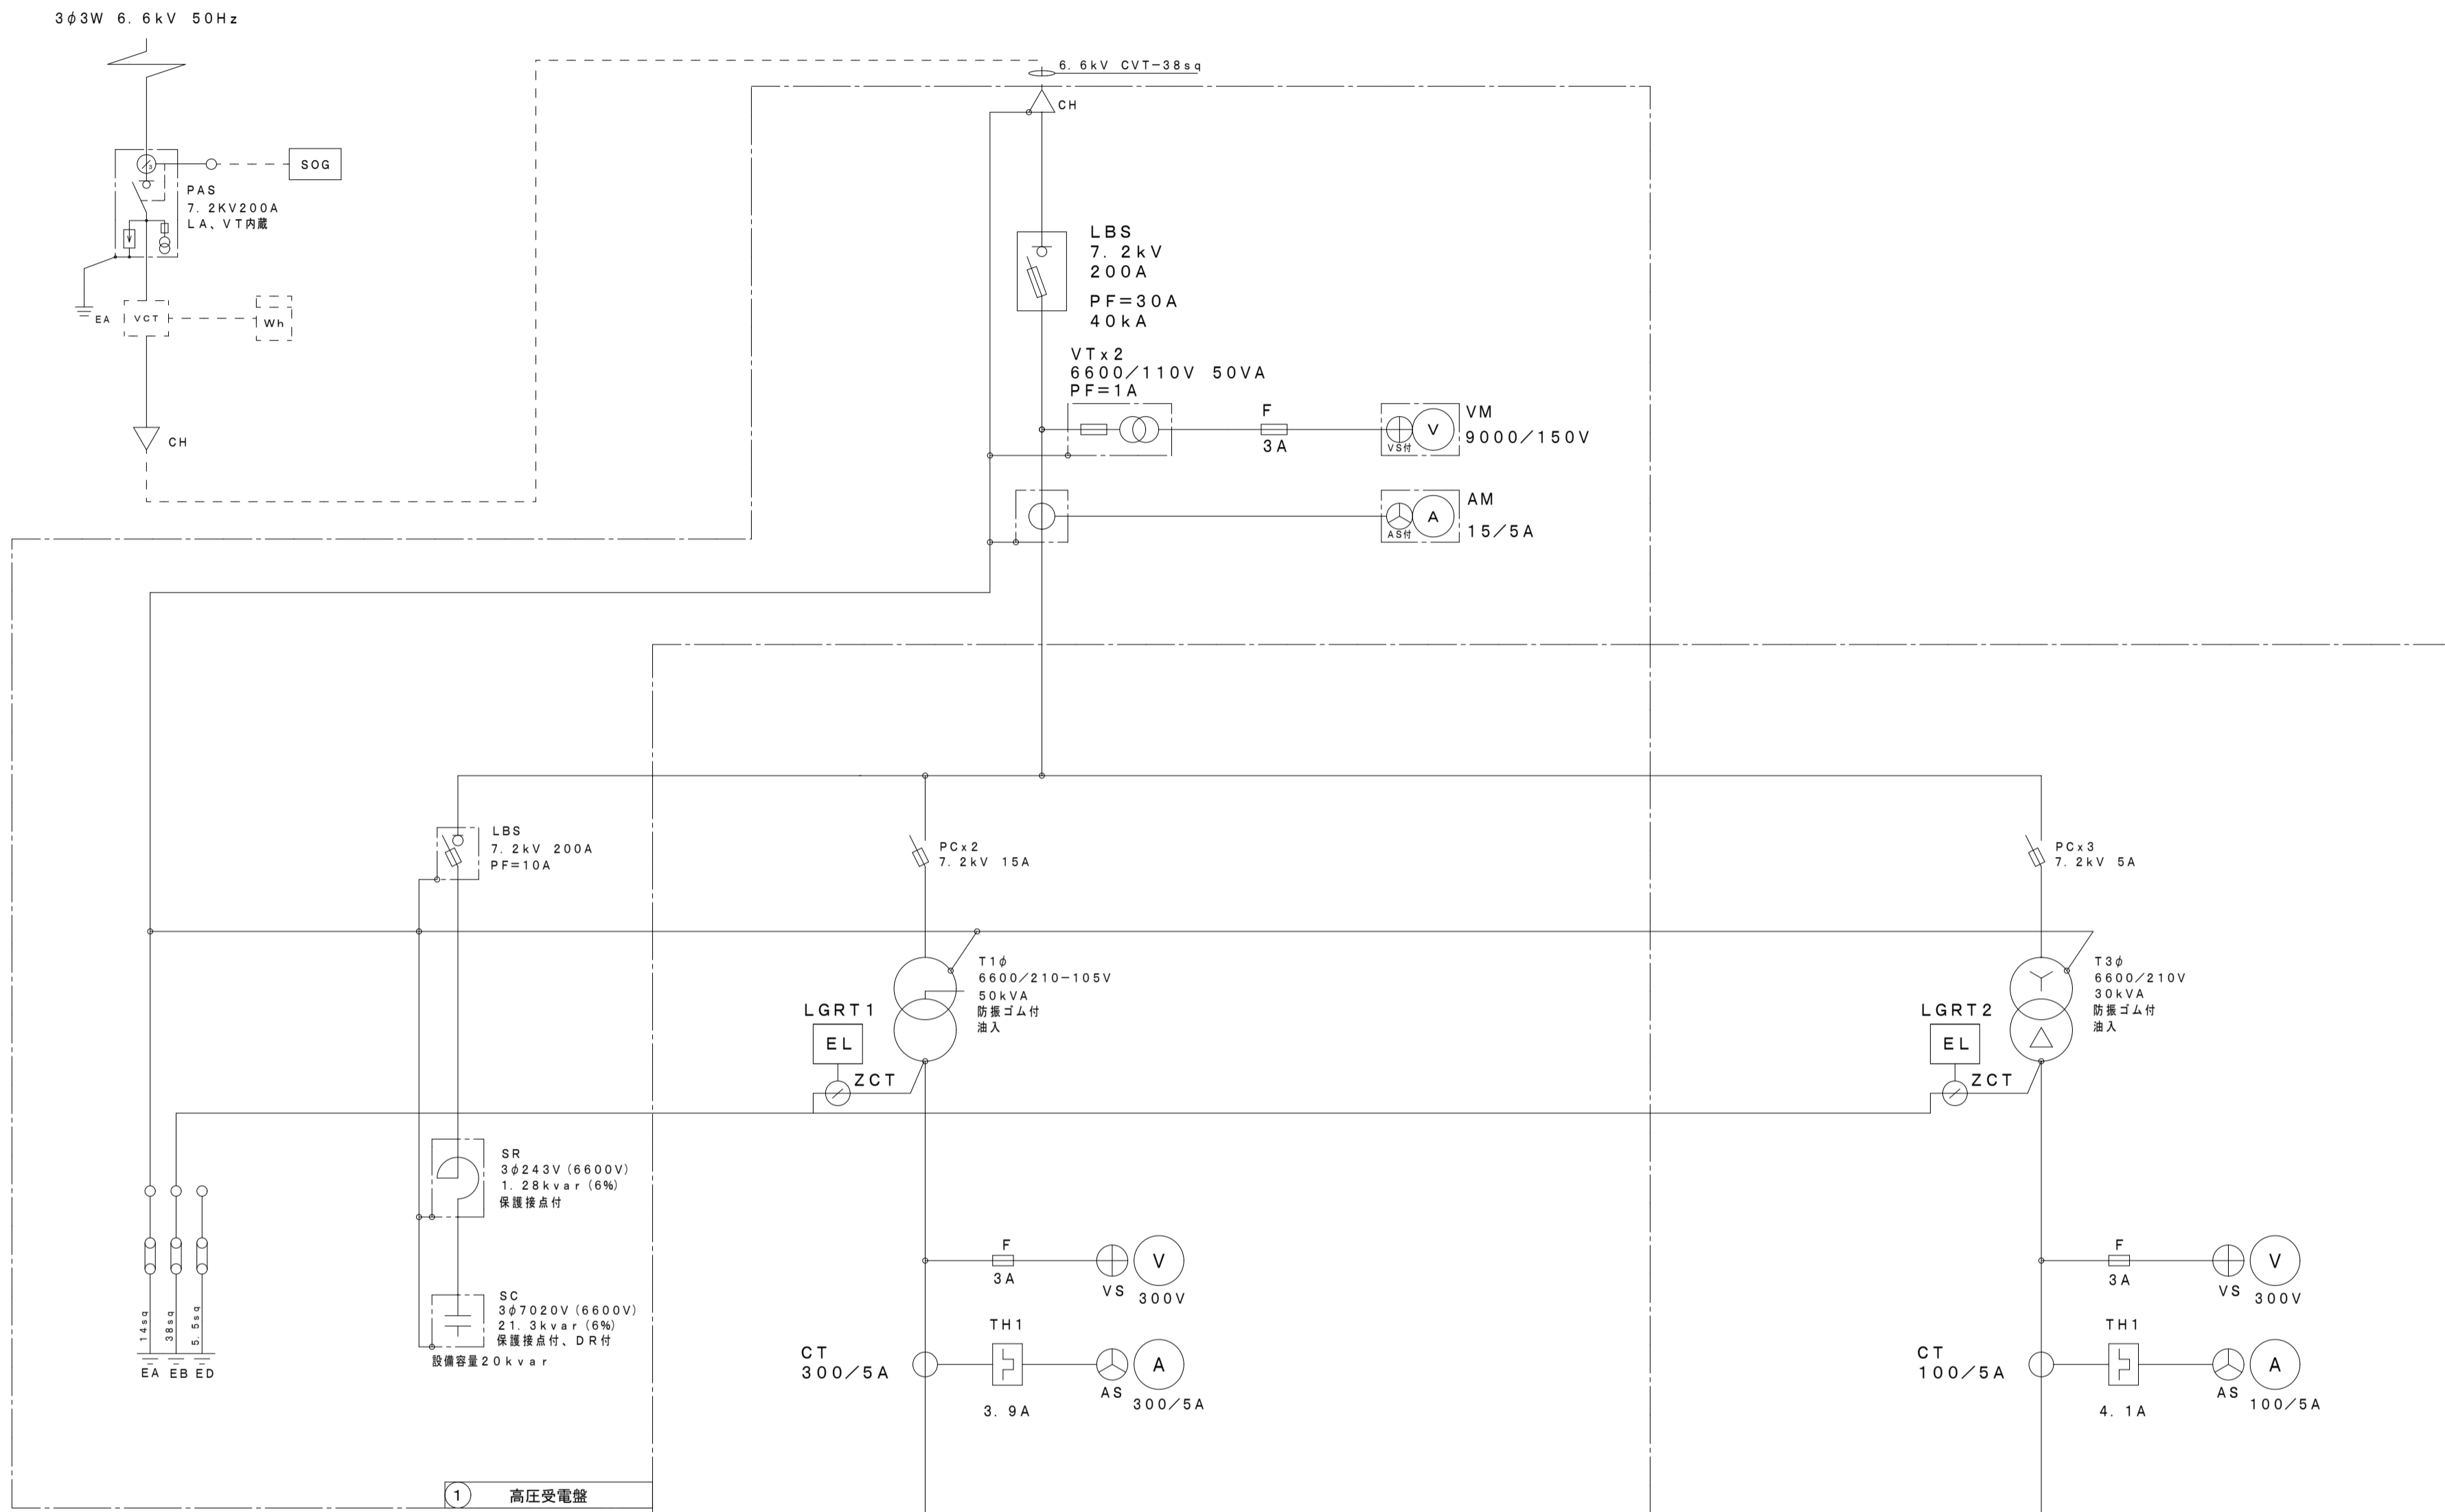 3φ3W 6.6kV 50Hz
6.6kV CVT-38sq
CH
SOG
PAS
7.2KV200A
LA、VT内蔵
EA
VCT
Wh
CH
LBS
7.2kV
200A
PF=30A
40kA
VTx2
6600/110V 50VA
PF=1A
F
3A
VS付
V
VM
9000/150V
AS付
A
AM
15/5A
LBS
7.2kV 200A
PF=10A
PCx2
7.2kV 15A
PCx3
7.2kV 5A
T1φ
6600/210-105V
50kVA
防振ゴム付
油入
LGRT1
EL
ZCT
T3φ
6600/210V
30kVA
防振ゴム付
油入
LGRT2
EL
ZCT
SR
3φ243V(6600V)
1.28kvar(6%)
保護接点付
SC
3φ7020V(6600V)
21.3kvar(6%)
保護接点付、DR付
設備容量20kvar
14sq
38sq
5.5sq
EA EB ED
F
3A
VS
V
300V
CT
300/5A
TH1
3.9A
AS
A
300/5A
F
3A
VS
V
300V
CT
100/5A
TH1
4.1A
AS
A
100/5A
1 高圧受電盤